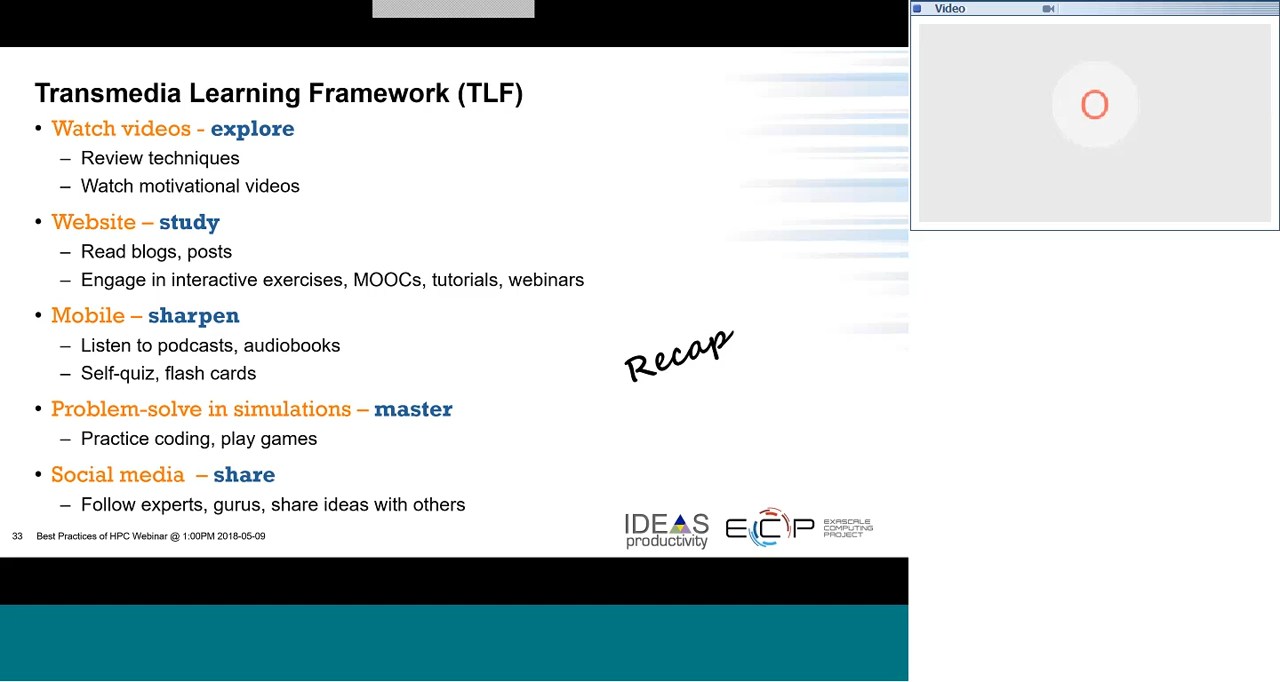 Video
O
Transmedia Learning Framework (TLF)
• Watch videos - explore
– Review techniques
– Watch motivational videos
• Website – study
– Read blogs, posts
– Engage in interactive exercises, MOOCs, tutorials, webinars
• Mobile – sharpen
– Listen to podcasts, audiobooks
– Self-quiz, flash cards
Recap
• Problem-solve in simulations – master
– Practice coding, play games
• Social media – share
– Follow experts, gurus, share ideas with others
33 Best Practices of HPC Webinar @ 1:00PM 2018-05-09
IDEAS
productivity
ECP
EXASCALE
COMPUTING
PROJECT